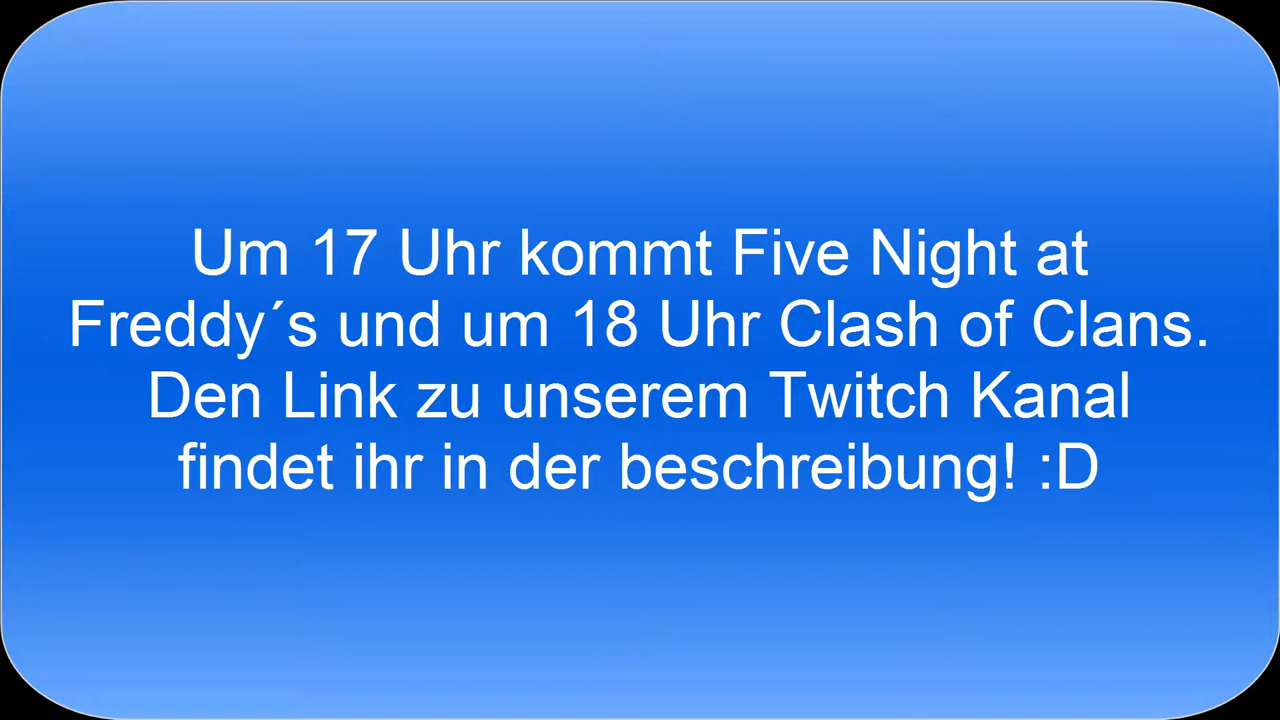 Um 17 Uhr kommt Five Night at
Freddy´s und um 18 Uhr Clash of Clans.
Den Link zu unserem Twitch Kanal
findet ihr in der beschreibung! :D